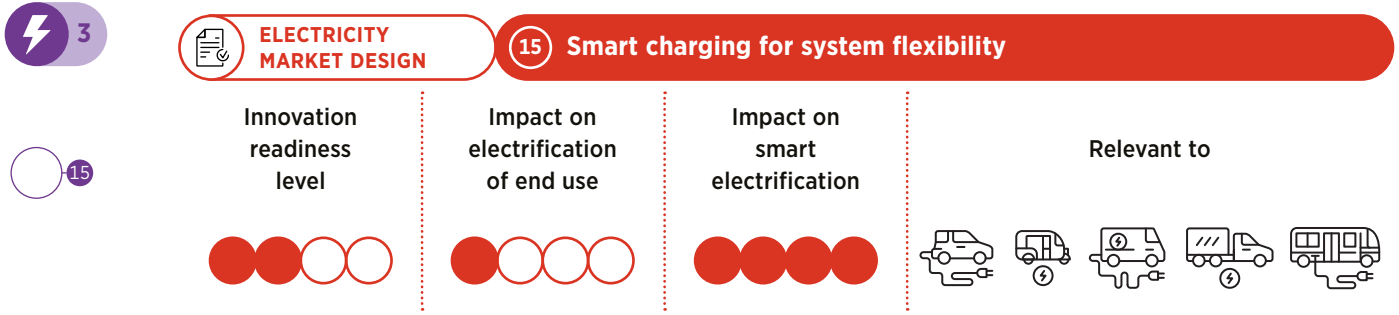 3
ELECTRICITY
MARKET DESIGN
15 Smart charging for system flexibility
15
Innovation
readiness
level
Impact on
electrification
of end use
Impact on
smart
electrification
Relevant to